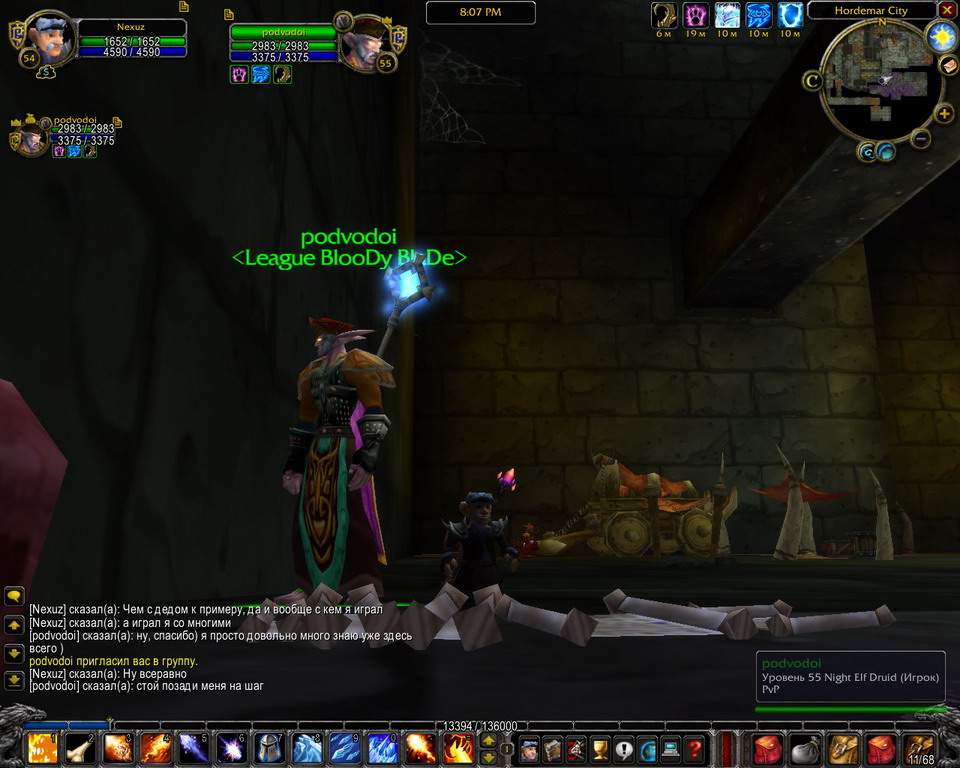 Nexuz
1652 / 1652
4590 / 4590
54
podvodoi
2983 / 2983
3375 / 3375
55
8:07 PM
6 м
19 м
10 м
10 м
10 м
Hordemar City
N
podvodoi
2983 / 2983
3375 / 3375
podvodoi
<League BlooDy
[Nexuz] сказал(а): Чем с дедом к примеру,да и вообще с кем я играл
[Nexuz] сказал(а): а играл я со многими
[podvodoi] сказал(а): ну, спасибо) я просто довольно много знаю уже здесь
всего )
podvodoi пригласил вас в группу.
[Nexuz] сказал(а): Ну всеравно
[podvodoi] сказал(а): стой позади меня на шаг
podvodoi
Уровень 55 Night Elf Druid (Игрок)
PvP
13394 / 136000
11/68